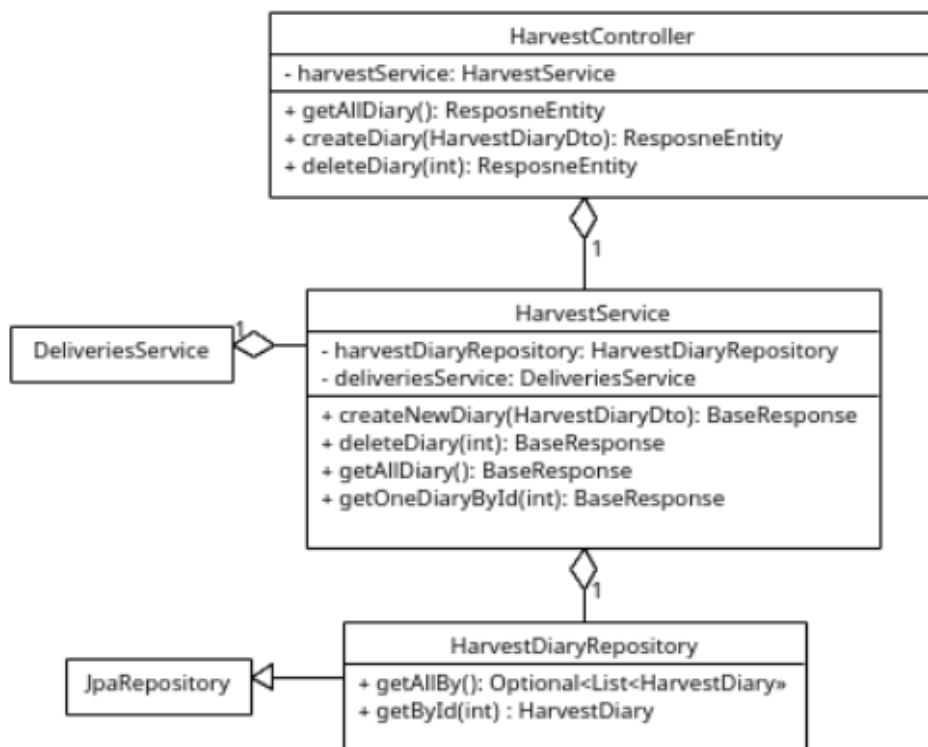 HarvestController
- harvestService: HarvestService
+ getAllDiary(): ResposneEntity
+ createDiary(HarvestDiaryDto): ResposneEntity
+ deleteDiary(int): ResposneEntity
1
HarvestService
- harvestDiaryRepository: HarvestDiaryRepository
- deliveriesService: DeliveriesService
+ createNewDiary(HarvestDiaryDto): BaseResponse
+ deleteDiary(int): BaseResponse
+ getAllDiary(): BaseResponse
+ getOneDiaryById(int): BaseResponse
1
DeliveriesService
1
HarvestDiaryRepository
+ getAllBy(): Optional<List<HarvestDiary»
+ getById(int) : HarvestDiary
JpaRepository